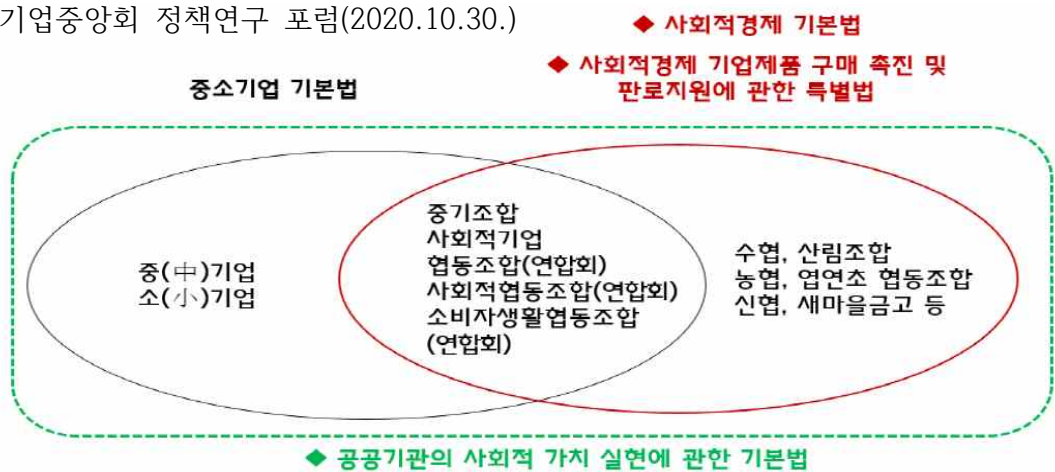 기업중앙회 정책연구 포럼(2020.10.30.)
◆ 사회적경제 기본법
◆ 사회적경제 기업제품 구매 촉진 및
판로지원에 관한 특별법
중소기업 기본법
중(中)기업
소(小)기업
중기조합
사회적기업
협동조합(연합회)
사회적협동조합(연합회)
소비자생활협동조합
(연합회)
수협, 산림조합
농협, 엽연초 협동조합
신협, 새마을금고 등
◆ 공공기관의 사회적 가치 실현에 관한 기본법